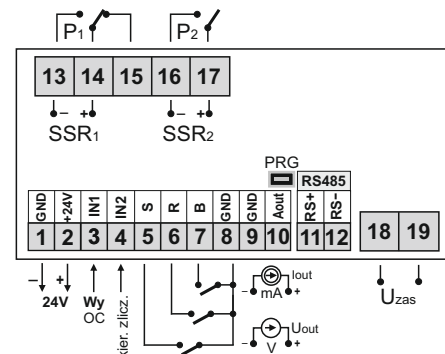 P1 P2
13 14 15 16 17
– + – +
SSR1 SSR2
PRG
RS485
GND +24V IN1 IN2 S R B GND GND Aout RS+ RS–
1 2 3 4 5 6 7 8 9 10 11 12
18 19
– +
24V
Wy
OC
kier. zlicz.
Iout
– mA +
Uout
– V +
Uzas